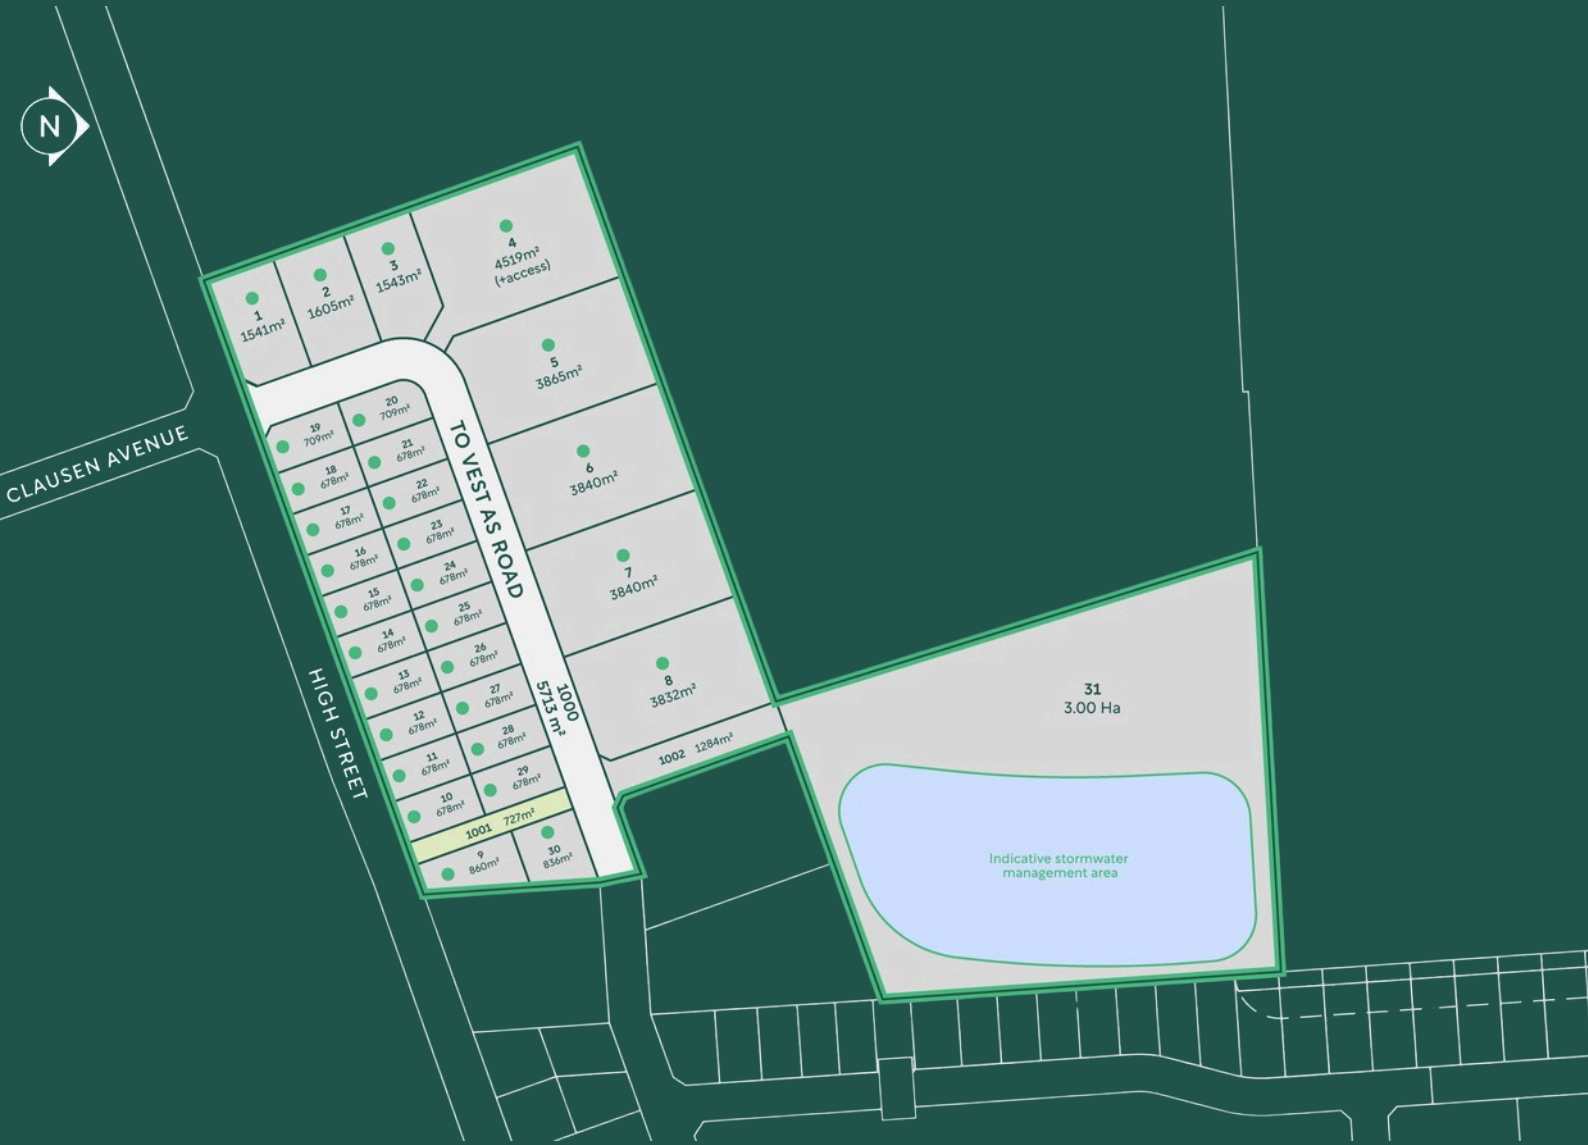 N
CLAUSEN AVENUE
HIGH STREET
TO VEST AS ROAD
1000
5713 m²
1
1541m²
2
1605m²
3
1543m²
4
4519m²
(+access)
5
3865m²
6
3840m²
7
3840m²
8
3832m²
1002 1284m²
19
709m²
20
709m²
18
678m²
21
678m²
17
678m²
22
678m²
16
678m²
23
678m²
15
678m²
24
678m²
14
678m²
25
678m²
13
678m²
26
678m²
12
678m²
27
678m²
11
678m²
28
678m²
10
678m²
29
678m²
1001 727m²
9
860m²
30
836m²
31
3.00 Ha
Indicative stormwater
management area